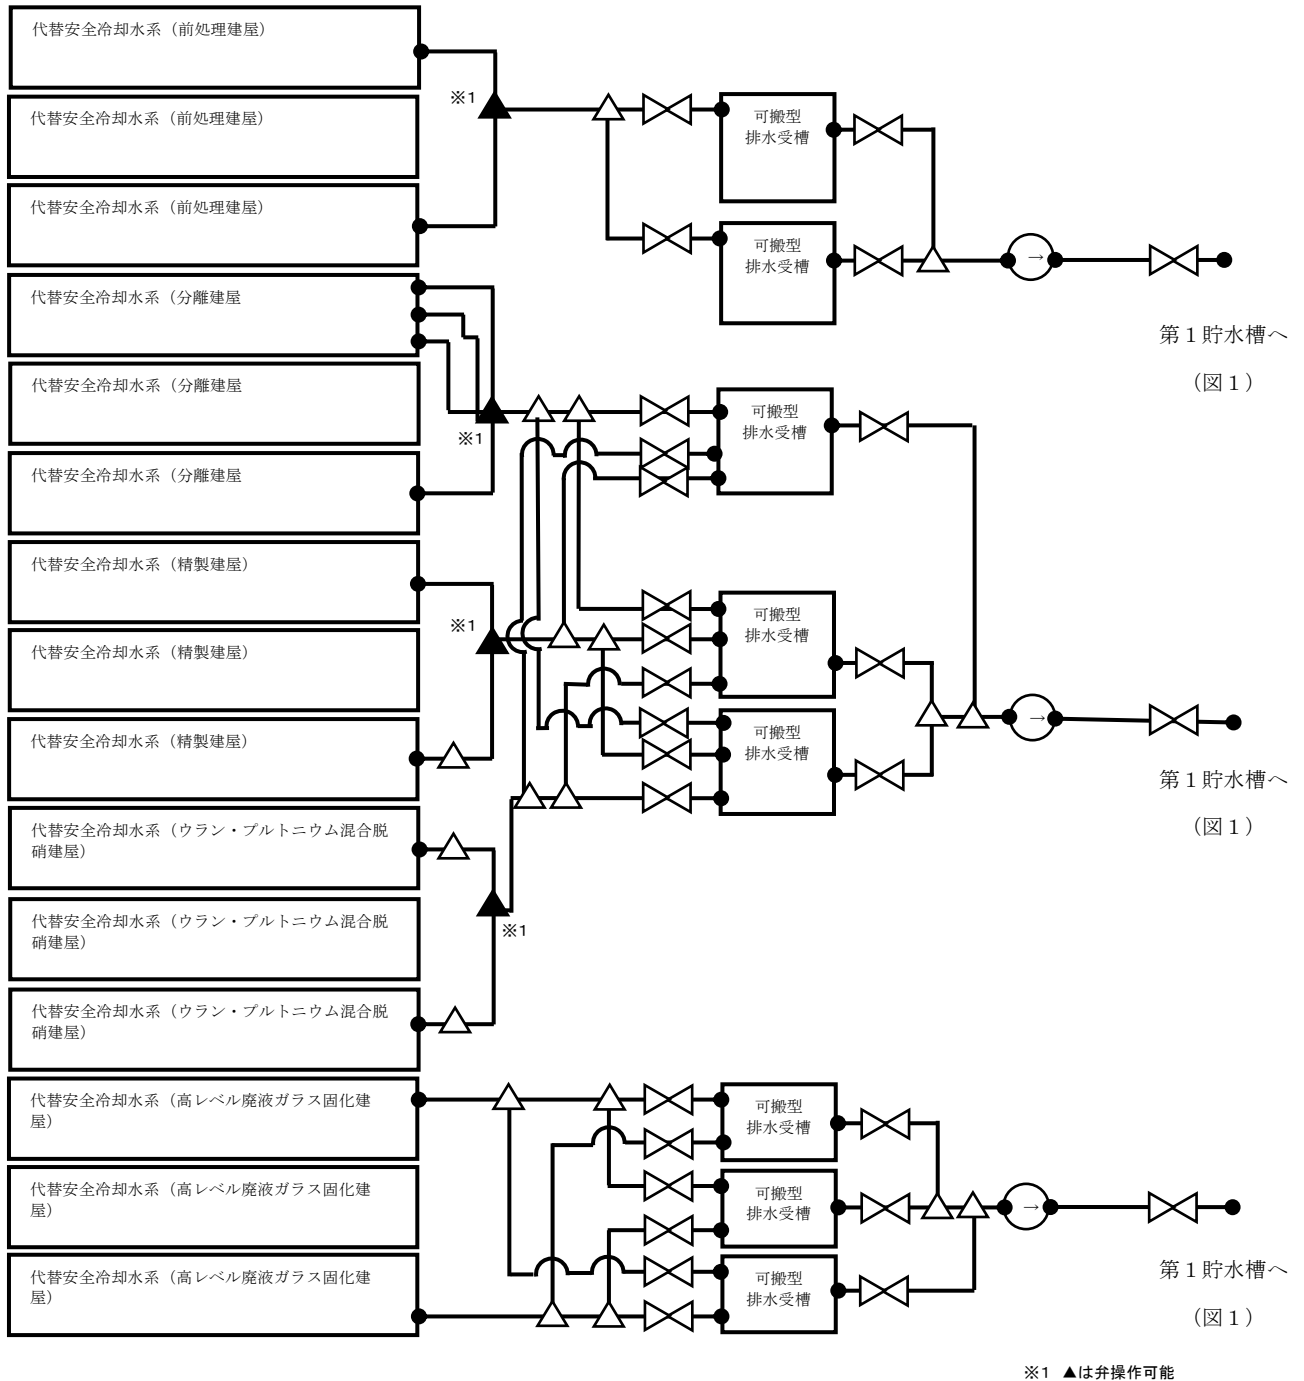 代替安全冷却水系（前処理建屋）
※1
代替安全冷却水系（前処理建屋）
可搬型
排水受槽
代替安全冷却水系（前処理建屋）
可搬型
排水受槽
→
代替安全冷却水系（分離建屋
第１貯水槽へ
（図１）
代替安全冷却水系（分離建屋
※1
可搬型
排水受槽
代替安全冷却水系（分離建屋
代替安全冷却水系（精製建屋）
※1
可搬型
排水受槽
代替安全冷却水系（精製建屋）
→
代替安全冷却水系（精製建屋）
可搬型
排水受槽
第１貯水槽へ
（図１）
代替安全冷却水系（ウラン・プルトニウム混合脱
硝建屋）
代替安全冷却水系（ウラン・プルトニウム混合脱
硝建屋）
※1
代替安全冷却水系（ウラン・プルトニウム混合脱
硝建屋）
代替安全冷却水系（高レベル廃液ガラス固化建
屋）
可搬型
排水受槽
代替安全冷却水系（高レベル廃液ガラス固化建
屋）
可搬型
排水受槽
→
代替安全冷却水系（高レベル廃液ガラス固化建
屋）
可搬型
排水受槽
第１貯水槽へ
（図１）
※1 ▲は弁操作可能